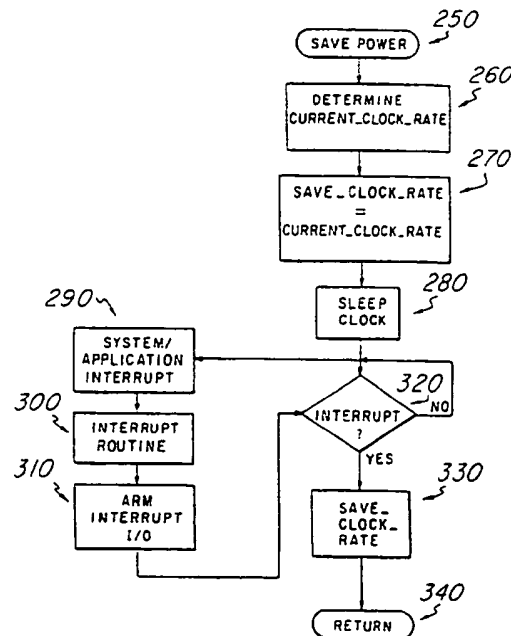 SAVE POWER
250
DETERMINE
CURRENT_CLOCK_RATE
260
SAVE_CLOCK_RATE
=
CURRENT_CLOCK_RATE
270
SLEEP
CLOCK
280
290
SYSTEM/
APPLICATION
INTERRUPT
300
INTERRUPT
ROUTINE
310
ARM
INTERRUPT
I/O
320
INTERRUPT
?
NO
YES
330
SAVE_
CLOCK_
RATE
340
RETURN